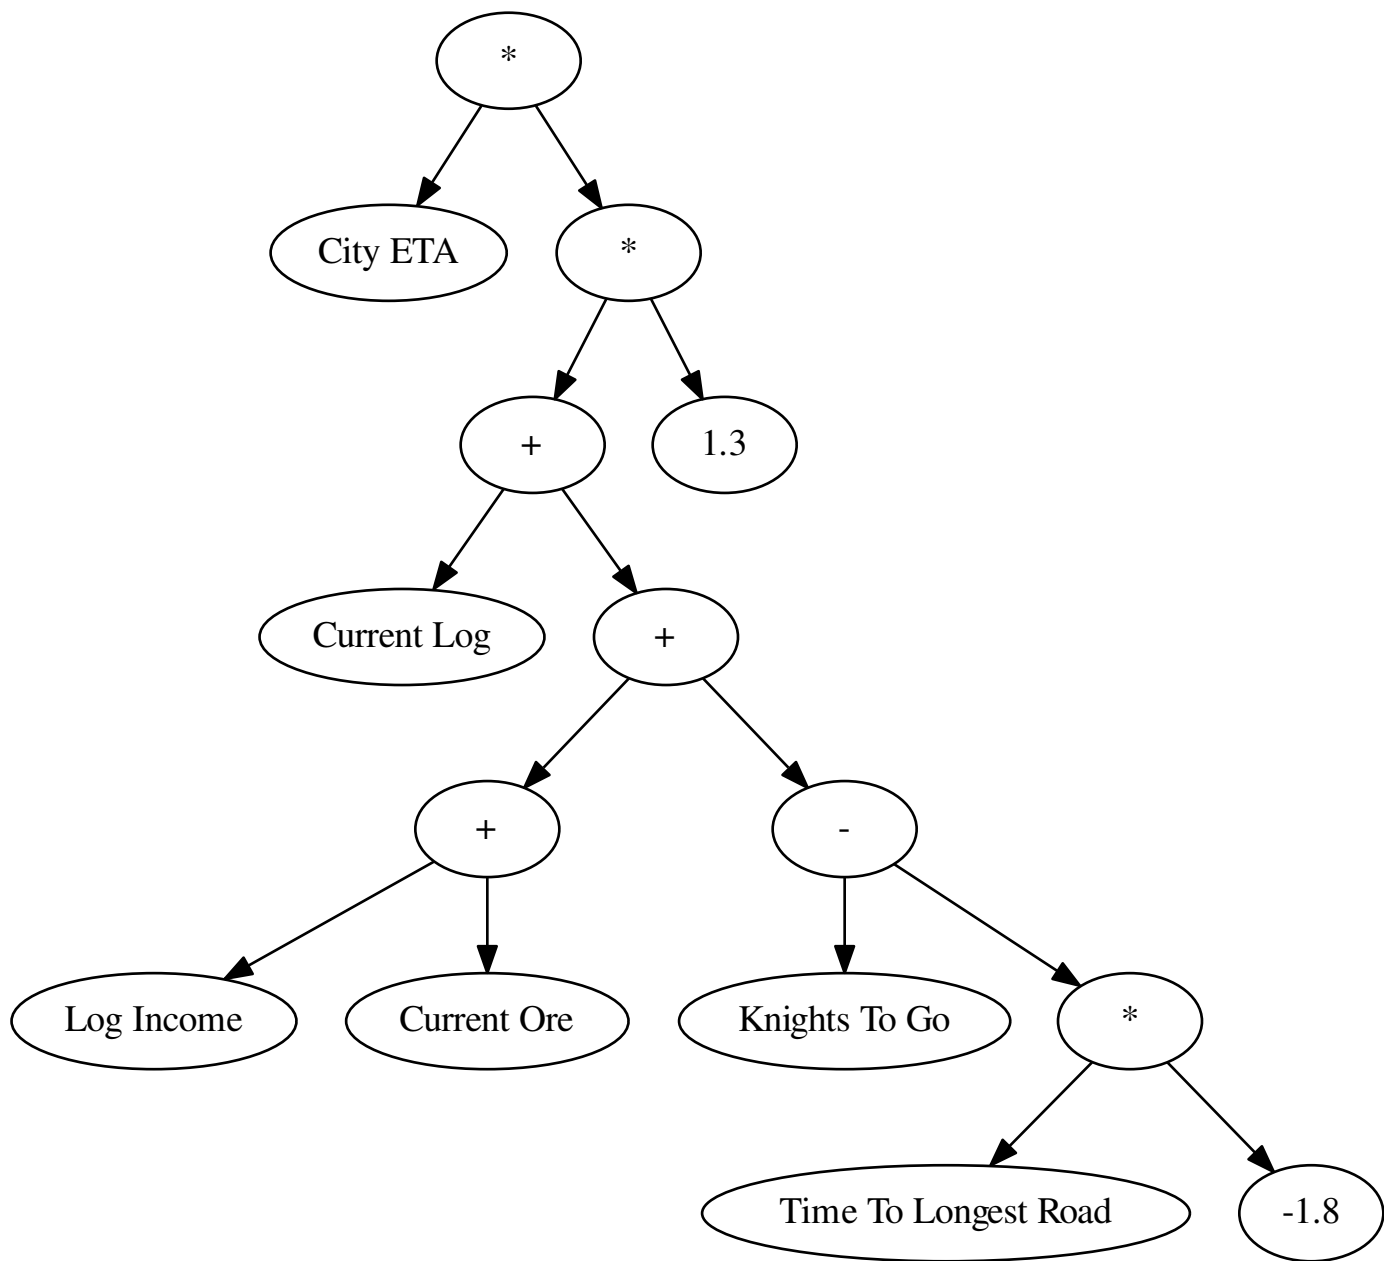 *
City ETA
*
+
1.3
Current Log
+
+
-
Log Income
Current Ore
Knights To Go
*
Time To Longest Road
-1.8